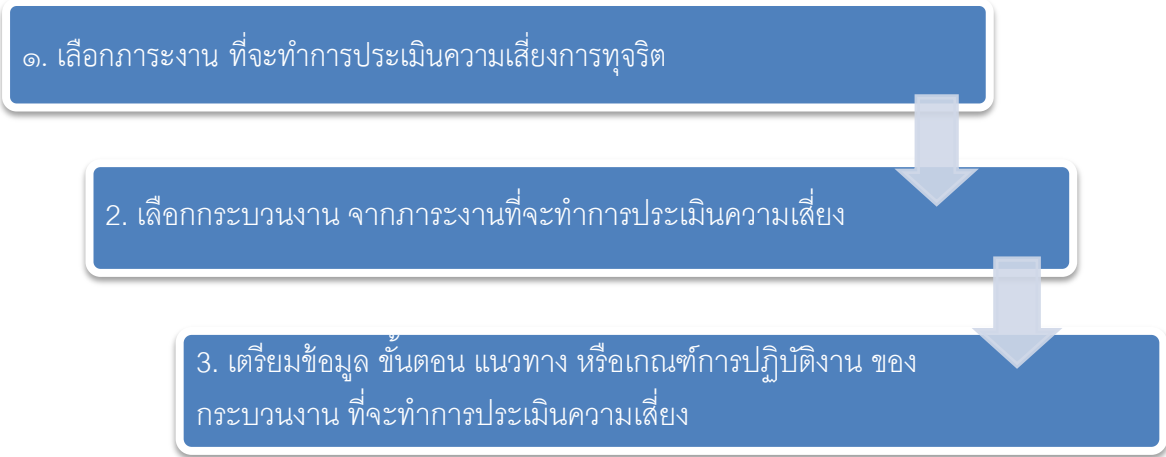 ๑. เลือกภาระงาน ที่จะทำการประเมินความเสี่ยงการทุจริต
2. เลือกกระบวนงาน จากภาระงานที่จะทำการประเมินความเสี่ยง
3. เตรียมข้อมูล ขั้นตอน แนวทาง หรือเกณฑ์การปฏิบัติงาน ของ
กระบวนงาน ที่จะทำการประเมินความเสี่ยง